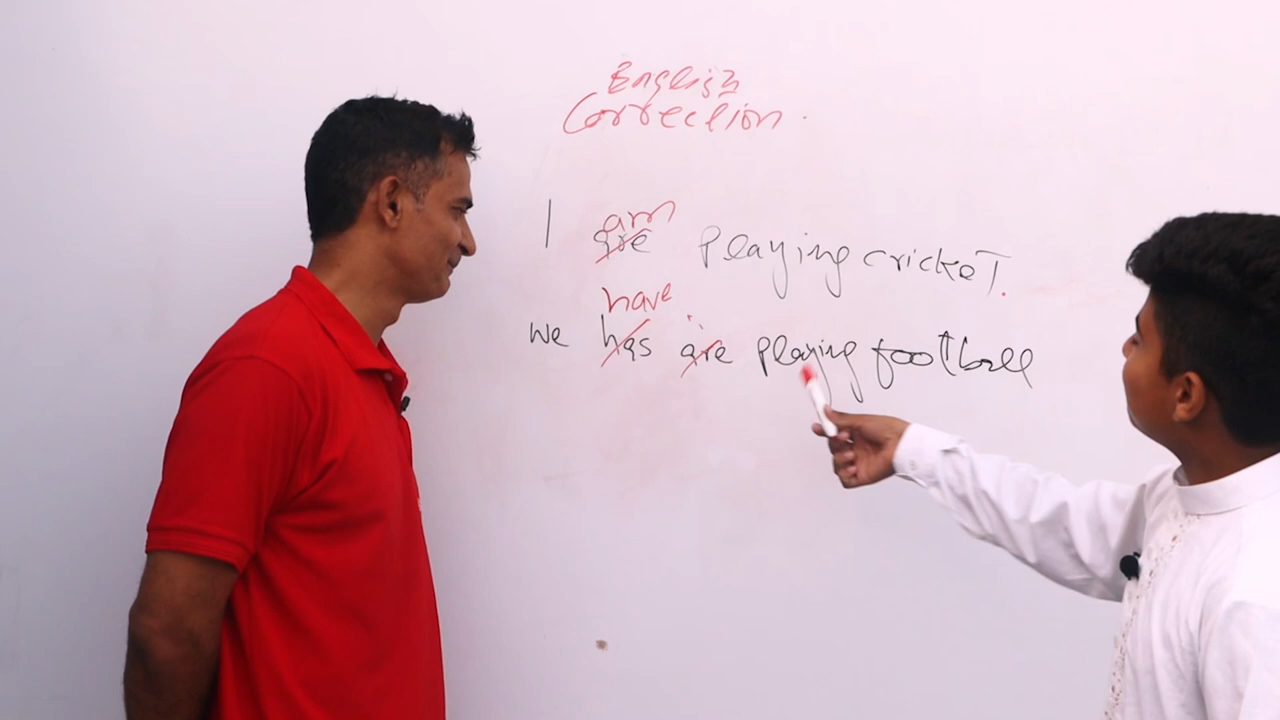 English
Correction.
am
I are playing cricket.
have
we has are playing football